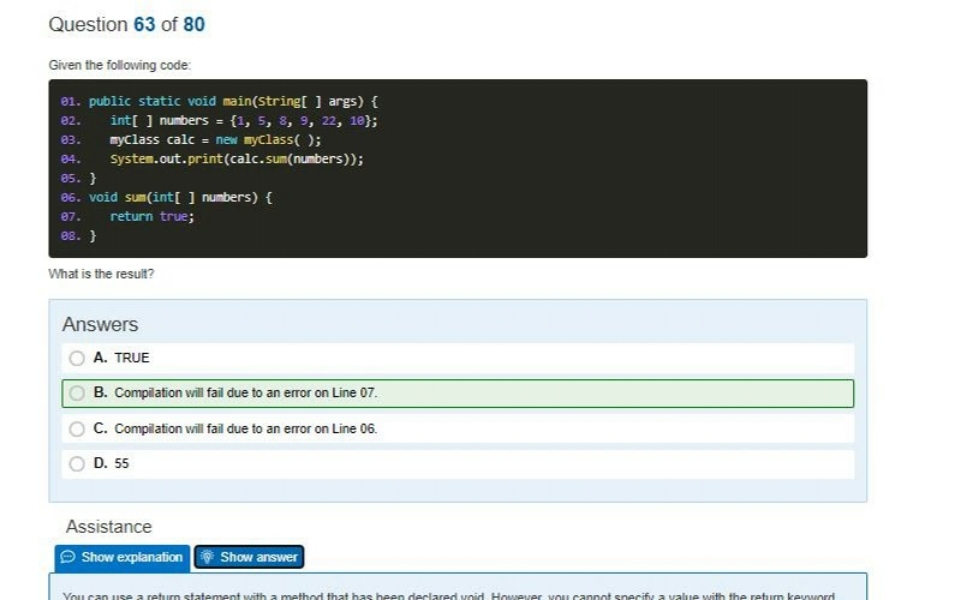 Question 63 of 80
Given the following code:
01. public static void main(String[ ] args) {
02. int[ ] numbers = {1, 5, 8, 9, 22, 10};
03. myClass calc = new myClass( );
04. System.out.print(calc.sum(numbers));
05. }
06. void sum(int[ ] numbers) {
07. return true;
08. }
What is the result?
Answers
A. TRUE
B. Compilation will fail due to an error on Line 07.
C. Compilation will fail due to an error on Line 06.
D. 55
Assistance
Show explanation Show answer
You can use a return statement with a method that has been declared void. However, you cannot specify a value with the return keyword